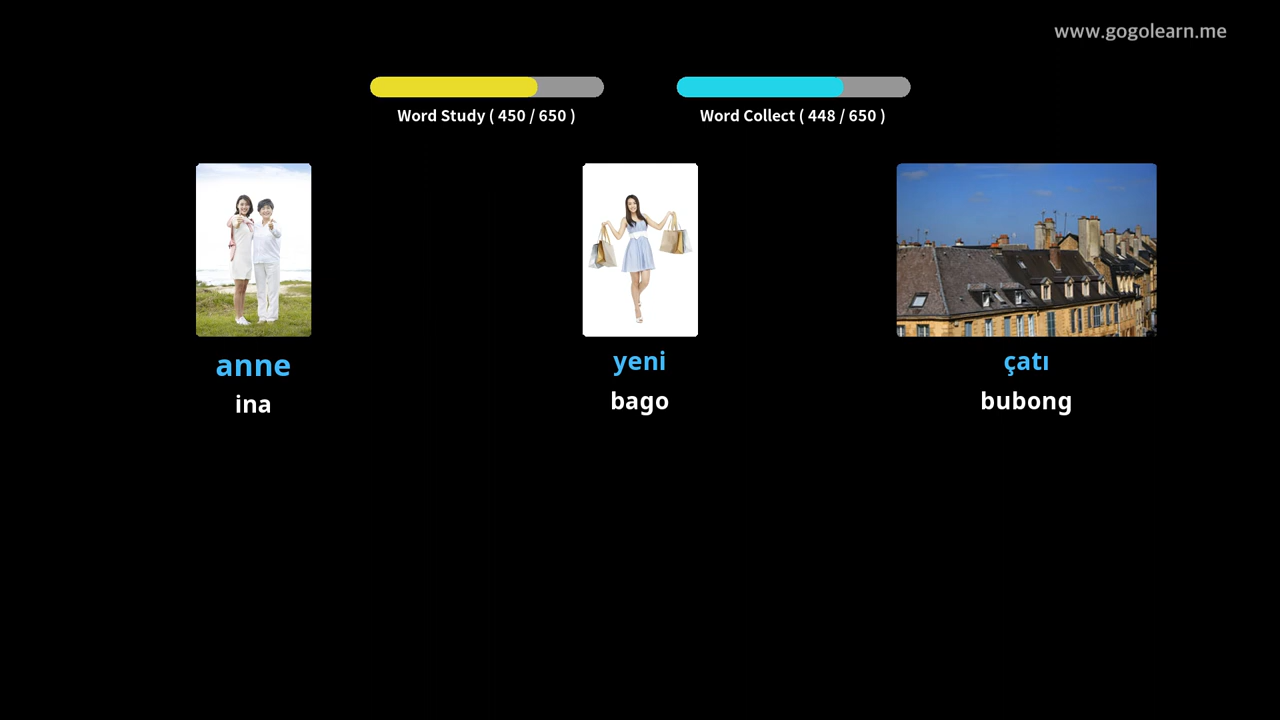 www.gogolearn.me
Word Study ( 450 / 650 )
Word Collect ( 448 / 650 )
anne
ina
yeni
bago
çatı
bubong